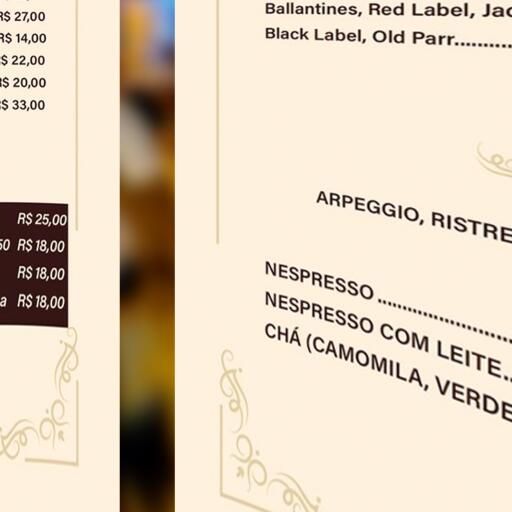 R$ 27,00
R$ 14,00
R$ 22,00
R$ 20,00
R$ 33,00
R$ 25,00
50 R$ 18,00
R$ 18,00
a R$ 18,00
Ballantines, Red Label, Jac
Black Label, Old Parr..........
ARPEGGIO, RISTRE
NESPRESSO ........................
NESPRESSO COM LEITE..
CHÁ (CAMOMILA, VERDE